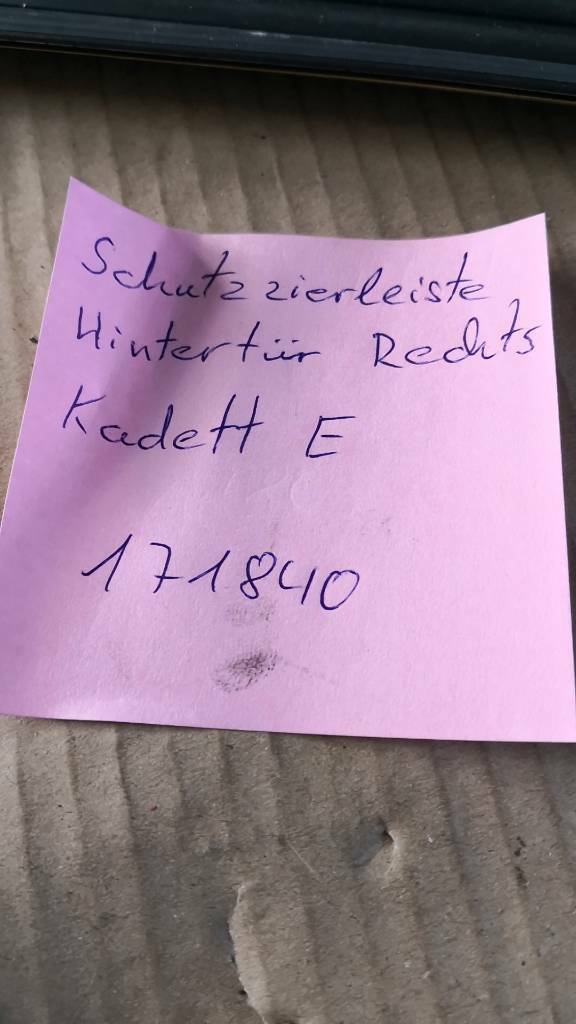 Schutzzierleiste
Hintertür Rechts
Kadett E
171840